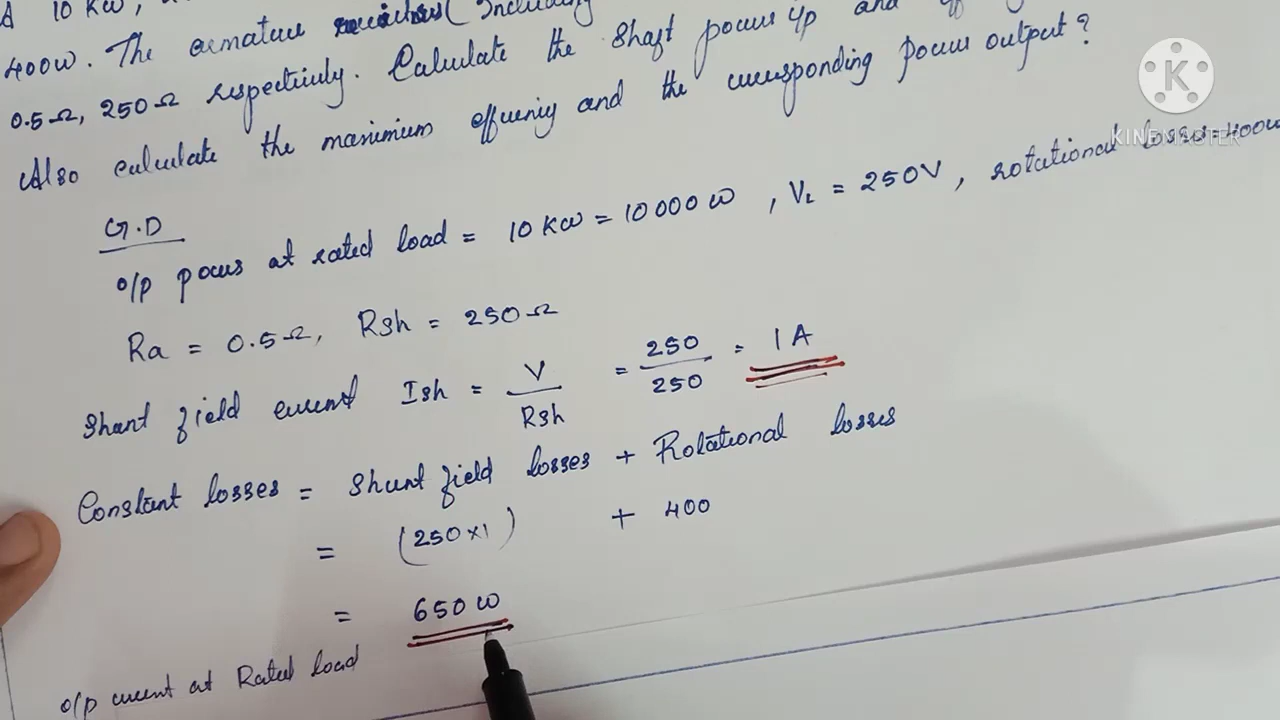 10 KW,
400W. The armature (Including
0.5Ω, 250Ω respectively. Calculate the shaft power i/p and
Also calculate the maximum efficiency and the corresponding power output?
G.D
o/p power at rated load = 10 KW = 10000 W, VL = 250V, rotational losses = 400W
Ra = 0.5Ω, Rsh = 250Ω
Shunt field current Ish = V/Rsh = 250/250 = 1 A
Constant losses = Shunt field losses + Rotational losses
= (250×1) + 400
= 650 W
o/p current at Rated load
K
KINEMASTER